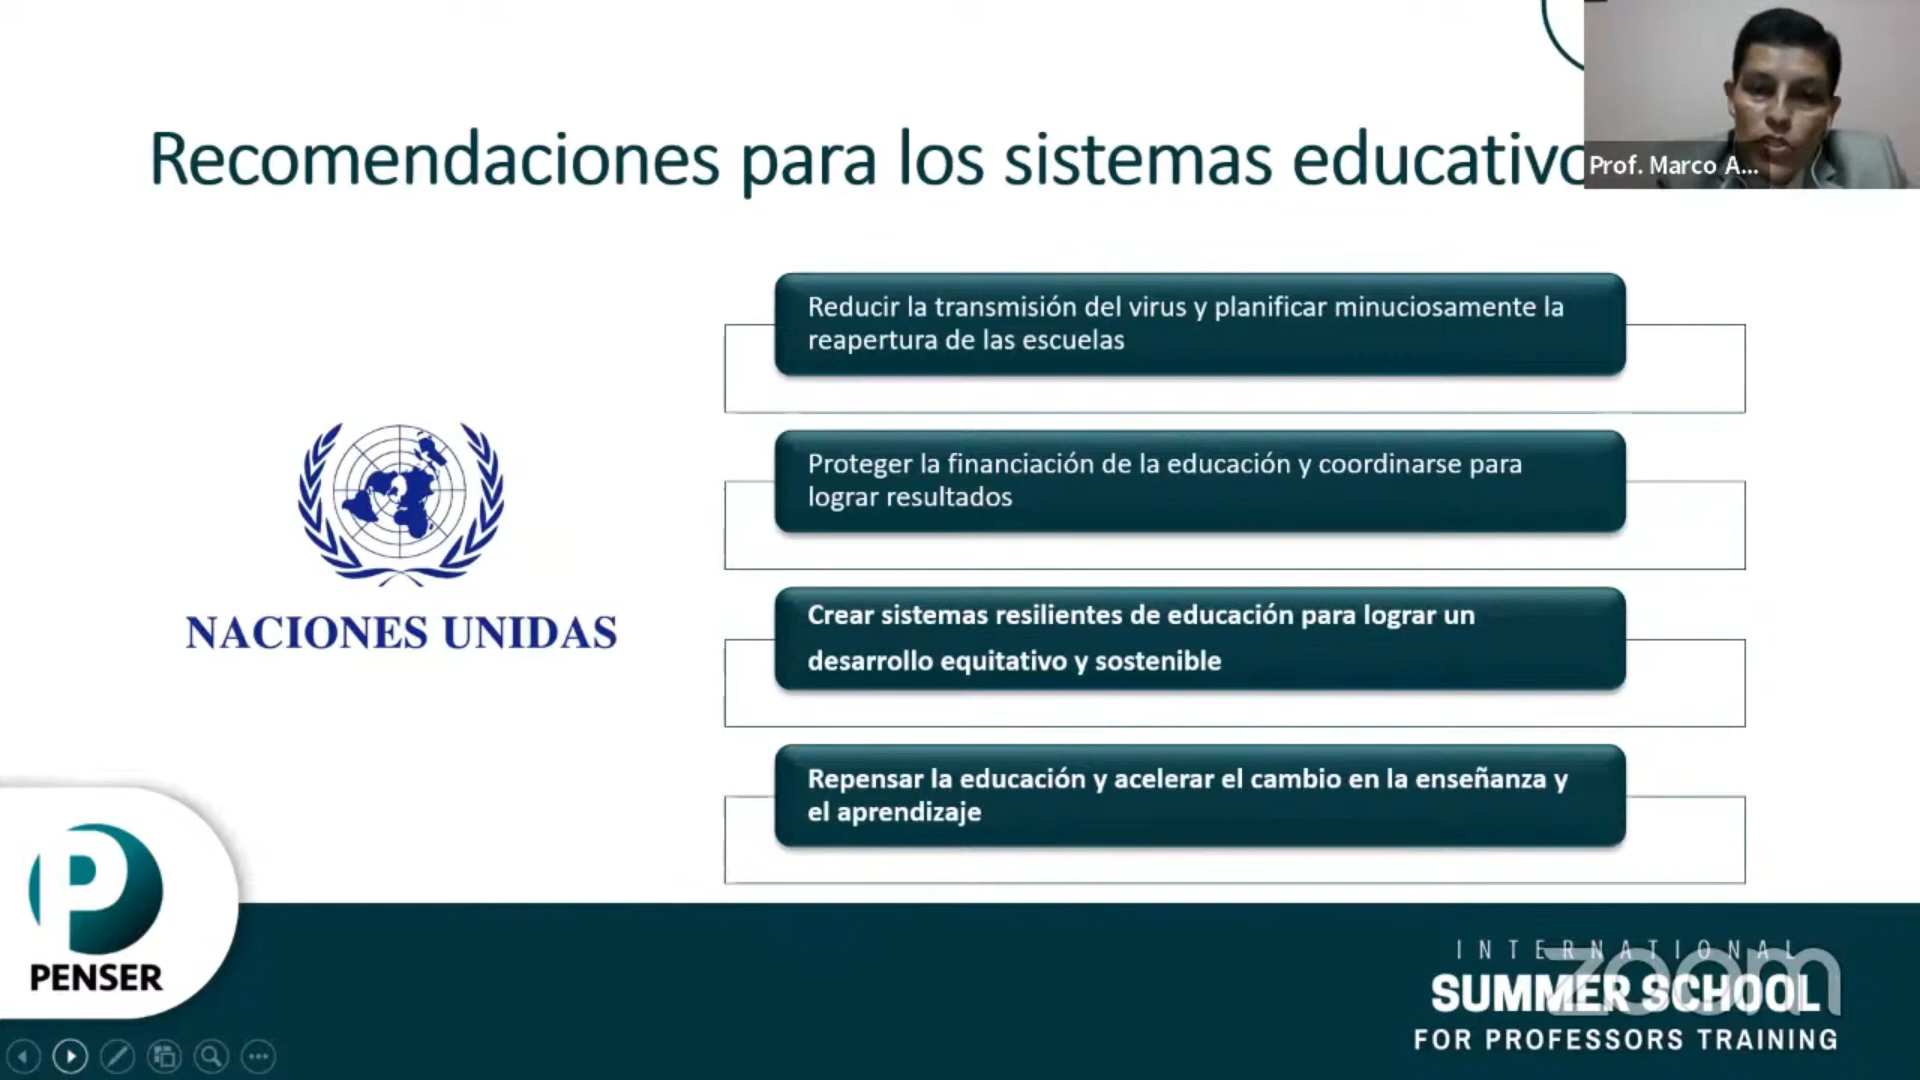 Prof. Marco A...
Recomendaciones para los sistemas educativo
Reducir la transmisión del virus y planificar minuciosamente la
reapertura de las escuelas
Proteger la financiación de la educación y coordinarse para
lograr resultados
Crear sistemas resilientes de educación para lograr un
desarrollo equitativo y sostenible
Repensar la educación y acelerar el cambio en la enseñanza y
el aprendizaje
NACIONES UNIDAS
P
PENSER
INTERNATIONAL
SUMMER SCHOOL
FOR PROFESSORS TRAINING
zoom